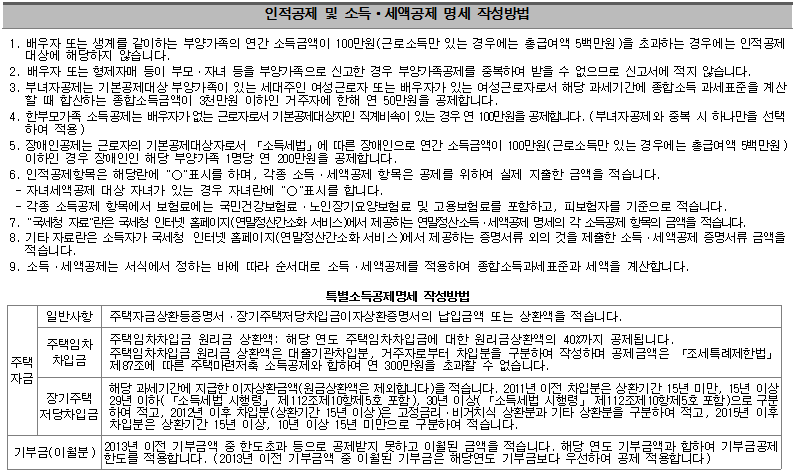 인적공제 및 소득·세액공제 명세 작성방법
1. 배우자 또는 생계를 같이하는 부양가족의 연간 소득금액이 100만원(근로소득만 있는 경우에는 총급여액 5백만원)을 초과하는 경우에는 인적공제
대상에 해당하지 않습니다.
2. 배우자 또는 형제자매 등이 부모·자녀 등을 부양가족으로 신고한 경우 부양가족공제를 중복하여 받을 수 없으므로 신고서에 적지 않습니다.
3. 부녀자공제는 기본공제대상 부양가족이 있는 세대주인 여성근로자 또는 배우자가 있는 여성근로자로서 해당 과세기간에 종합소득 과세표준을 계산
할 때 합산하는 종합소득금액이 3천만원 이하인 거주자에 한해 연 50만원을 공제합니다.
4. 한부모가족 소득공제는 배우자가 없는 근로자로서 기본공제대상자인 직계비속이 있는 경우 연 100만원을 공제합니다. (부녀자공제와 중복 시 하나만을 선택
하여 적용)
5. 장애인공제는 근로자의 기본공제대상자로서 「소득세법」에 따른 장애인으로 연간 소득금액이 100만원(근로소득만 있는 경우에는 총급여액 5백만원)
이하인 경우 장애인인 해당 부양가족 1명당 연 200만원을 공제합니다.
6. 인적공제항목은 해당란에 "○"표시를 하며, 각종 소득·세액공제 항목은 공제를 위하여 실제 지출한 금액을 적습니다.
- 자녀세액공제 대상 자녀가 있는 경우 자녀란에 "○"표시를 합니다.
- 각종 소득공제 항목에서 보험료에는 국민건강보험료·노인장기요양보험료 및 고용보험료를 포함하고, 피보험자를 기준으로 적습니다.
7. "국세청 자료"란은 국세청 인터넷 홈페이지(연말정산간소화 서비스)에서 제공하는 연말정산소득·세액공제 명세의 각 소득공제 항목의 금액을 적습니다.
8. 기타 자료란은 소득자가 국세청 인터넷 홈페이지(연말정산간소화 서비스)에서 제공하는 증명서류 외의 것을 제출한 소득·세액공제 증명서류 금액을
적습니다.
9. 소득·세액공제는 서식에서 정하는 바에 따라 순서대로 소득·세액공제를 적용하여 종합소득과세표준과 세액을 계산합니다.
특별소득공제명세 작성방법
주택
자금
일반사항
주택자금상환등증명서·장기주택저당차입금이자상환증명서의 납입금액 또는 상환액을 적습니다.
주택임차
차입금
주택임차차입금 원리금 상환액: 해당 연도 주택임차차입금에 대한 원리금상환액의 40%까지 공제됩니다.
주택임차차입금 원리금 상환액은 대출기관차입분, 거주자로부터 차입분을 구분하여 작성하며 공제금액은 「조세특례제한법」
제87조에 따른 주택마련저축 소득공제와 합하여 연 300만원을 초과할 수 없습니다.
장기주택
저당차입금
해당 과세기간에 지급한 이자상환금액(원금상환액은 제외합니다)을 적습니다. 2011년 이전 차입분은 상환기간 15년 미만, 15년 이상
29년 이하(「소득세법 시행령」 제112조제10항제5호 포함), 30년 이상(「소득세법 시행령」 제112조제10항제5호 포함)으로 구분
하여 적고, 2012년 이후 차입분(상환기간 15년 이상)은 고정금리·비거치식 상환분과 기타 상환분을 구분하여 적고, 2015년 이후
차입분은 상환기간 15년 이상, 10년 이상 15년 미만으로 구분하여 적습니다.
기부금(이월분)
2013년 이전 기부금액 중 한도초과 등으로 공제받지 못하고 이월된 금액을 적습니다. 해당 연도 기부금액과 합하여 기부금공제
한도를 적용합니다. (2013년 이전 기부금액 중 이월된 기부금은 해당연도 기부금보다 우선하여 공제 적용합니다)